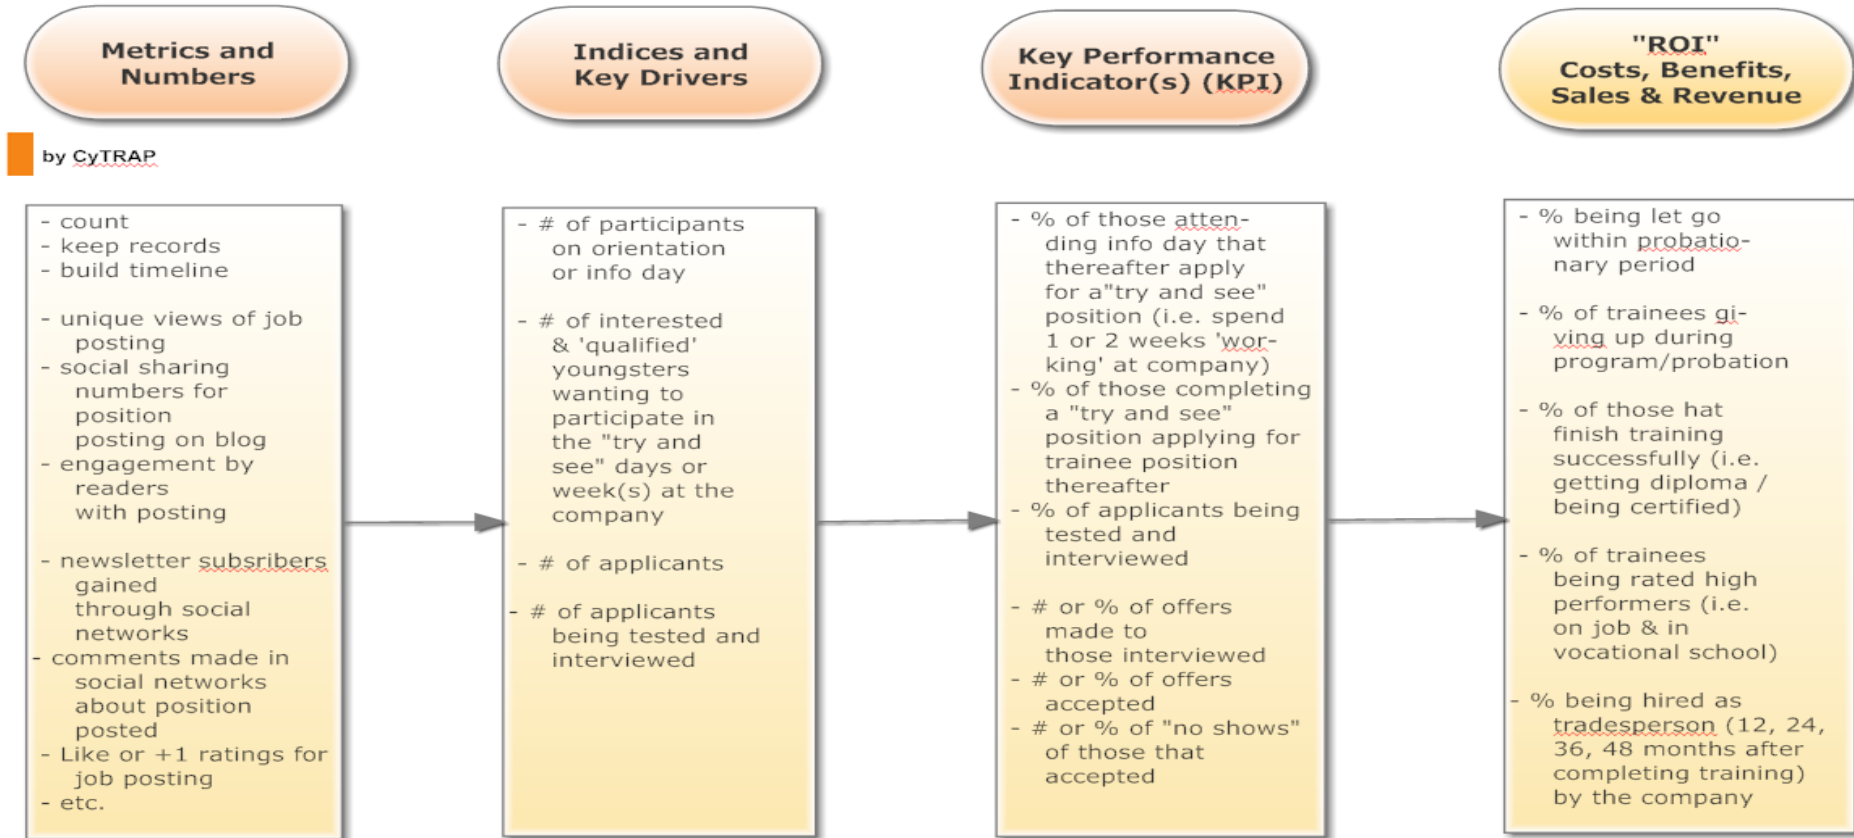 Metrics and
Numbers
Indices and
Key Drivers
Key Performance
Indicator(s) (KPI)
"ROI"
Costs, Benefits,
Sales & Revenue
by CyTRAP
- count
- keep records
- build timeline
- unique views of job
posting
- social sharing
numbers for
position
posting on blog
- engagement by
readers
with posting
- newsletter subsribers
gained
through social
networks
- comments made in
social networks
about position
posted
- Like or +1 ratings for
job posting
- etc.
- # of participants
on orientation
or info day
- # of interested
& 'qualified'
youngsters
wanting to
participate in
the "try and
see" days or
week(s) at the
company
- # of applicants
- # of applicants
being tested and
interviewed
- % of those atten-
ding info day that
thereafter apply
for a"try and see"
position (i.e. spend
1 or 2 weeks 'wor-
king' at company)
- % of those completing
a "try and see"
position applying for
trainee position
thereafter
- % of applicants being
tested and
interviewed
- # or % of offers
made to
those interviewed
- # or % of offers
accepted
- # or % of "no shows"
of those that
accepted
- % being let go
within probatio-
nary period
- % of trainees gi-
ving up during
program/probation
- % of those hat
finish training
successfully (i.e.
getting diploma /
being certified)
- % of trainees
being rated high
performers (i.e.
on job & in
vocational school)
- % being hired as
tradesperson (12, 24,
36, 48 months after
completing training)
by the company